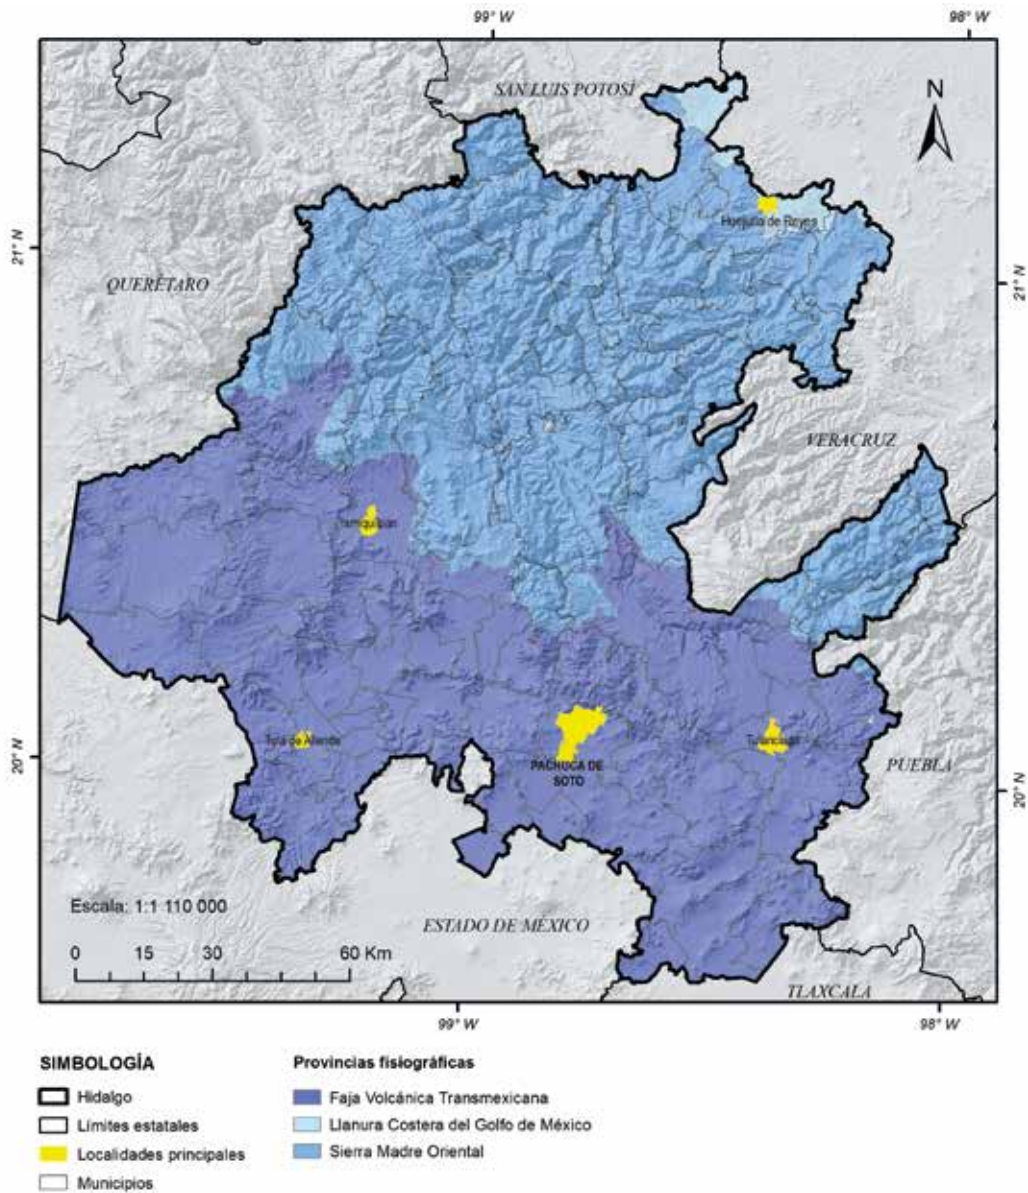 99° W
98° W
SAN LUIS POTOSÍ
N
21° N
Huejutla de Reyes
QUERÉTARO
21° N
VERACRUZ
Ixmiquilpan
Tula de Allende
Tulancingo
20° N
PACHUCA DE
SOTO
PUEBLA
20° N
Escala: 1:1 110 000
ESTADO DE MÉXICO
0 15 30 60 Km
TLAXCALA
99° W
98° W
SIMBOLOGÍA
Hidalgo
Límites estatales
Localidades principales
Municipios
Provincias fisiográficas
Faja Volcánica Transmexicana
Llanura Costera del Golfo de México
Sierra Madre Oriental